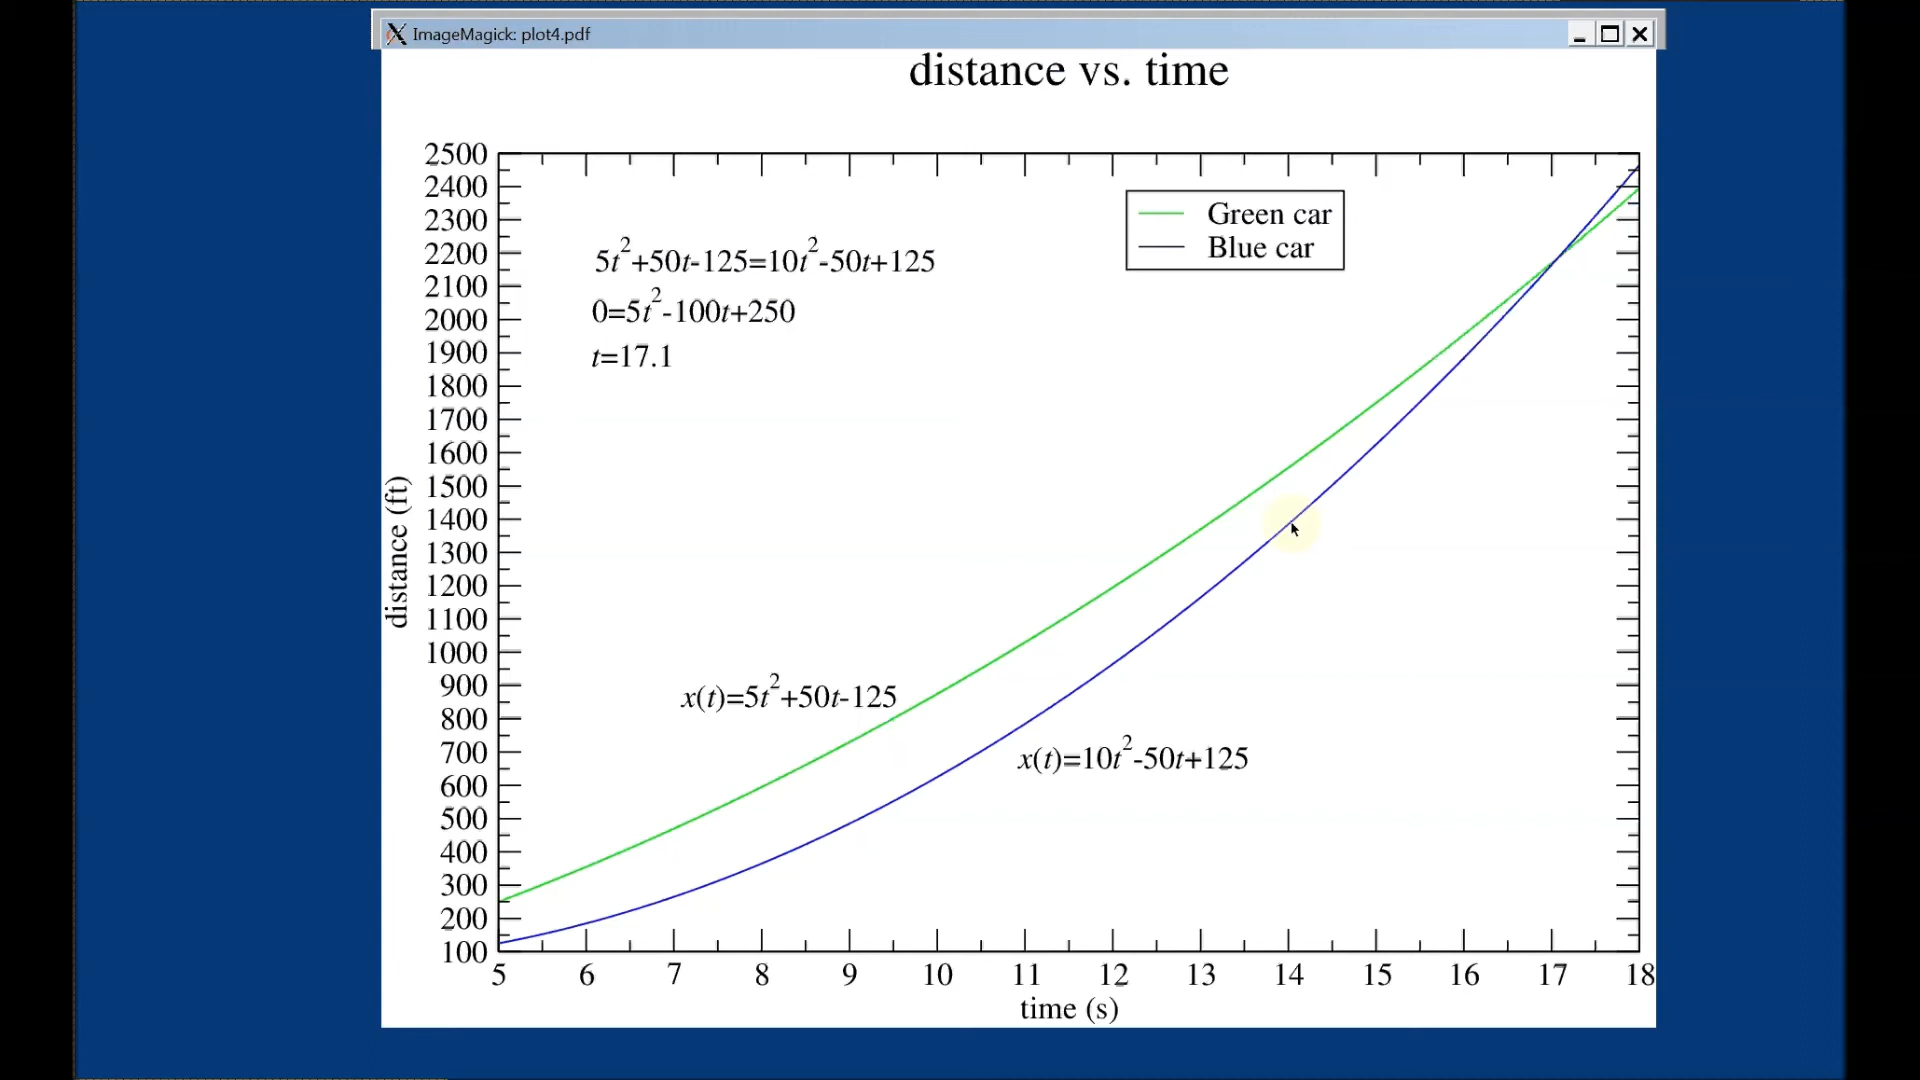 ImageMagick: plot4.pdf
distance vs. time
2500
2400
2300
2200
2100
2000
1900
1800
1700
1600
1500
1400
1300
1200
1100
1000
900
800
700
600
500
400
300
200
100
distance (ft)
5t²+50t-125=10t²-50t+125
0=5t²-100t+250
t=17.1
Green car
Blue car
x(t)=5t²+50t-125
x(t)=10t²-50t+125
5 6 7 8 9 10 11 12 13 14 15 16 17 18
time (s)